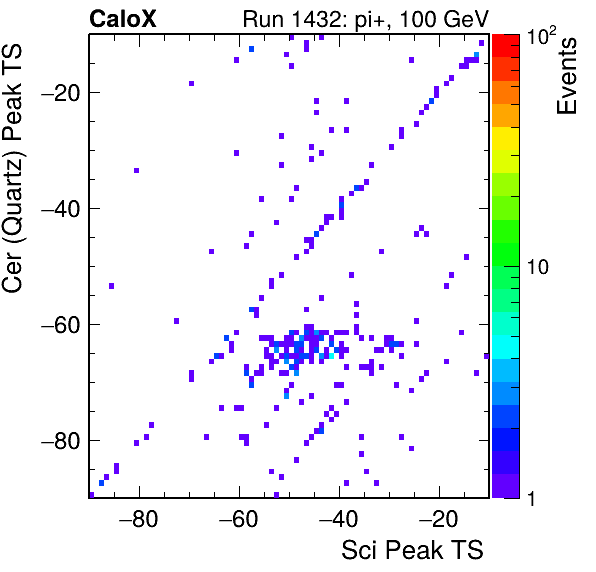 CaloX Run 1432: pi+, 100 GeV
Cer (Quartz) Peak TS
−20
−40
−60
−80
−80 −60 −40 −20
Sci Peak TS
10²
10
1
Events